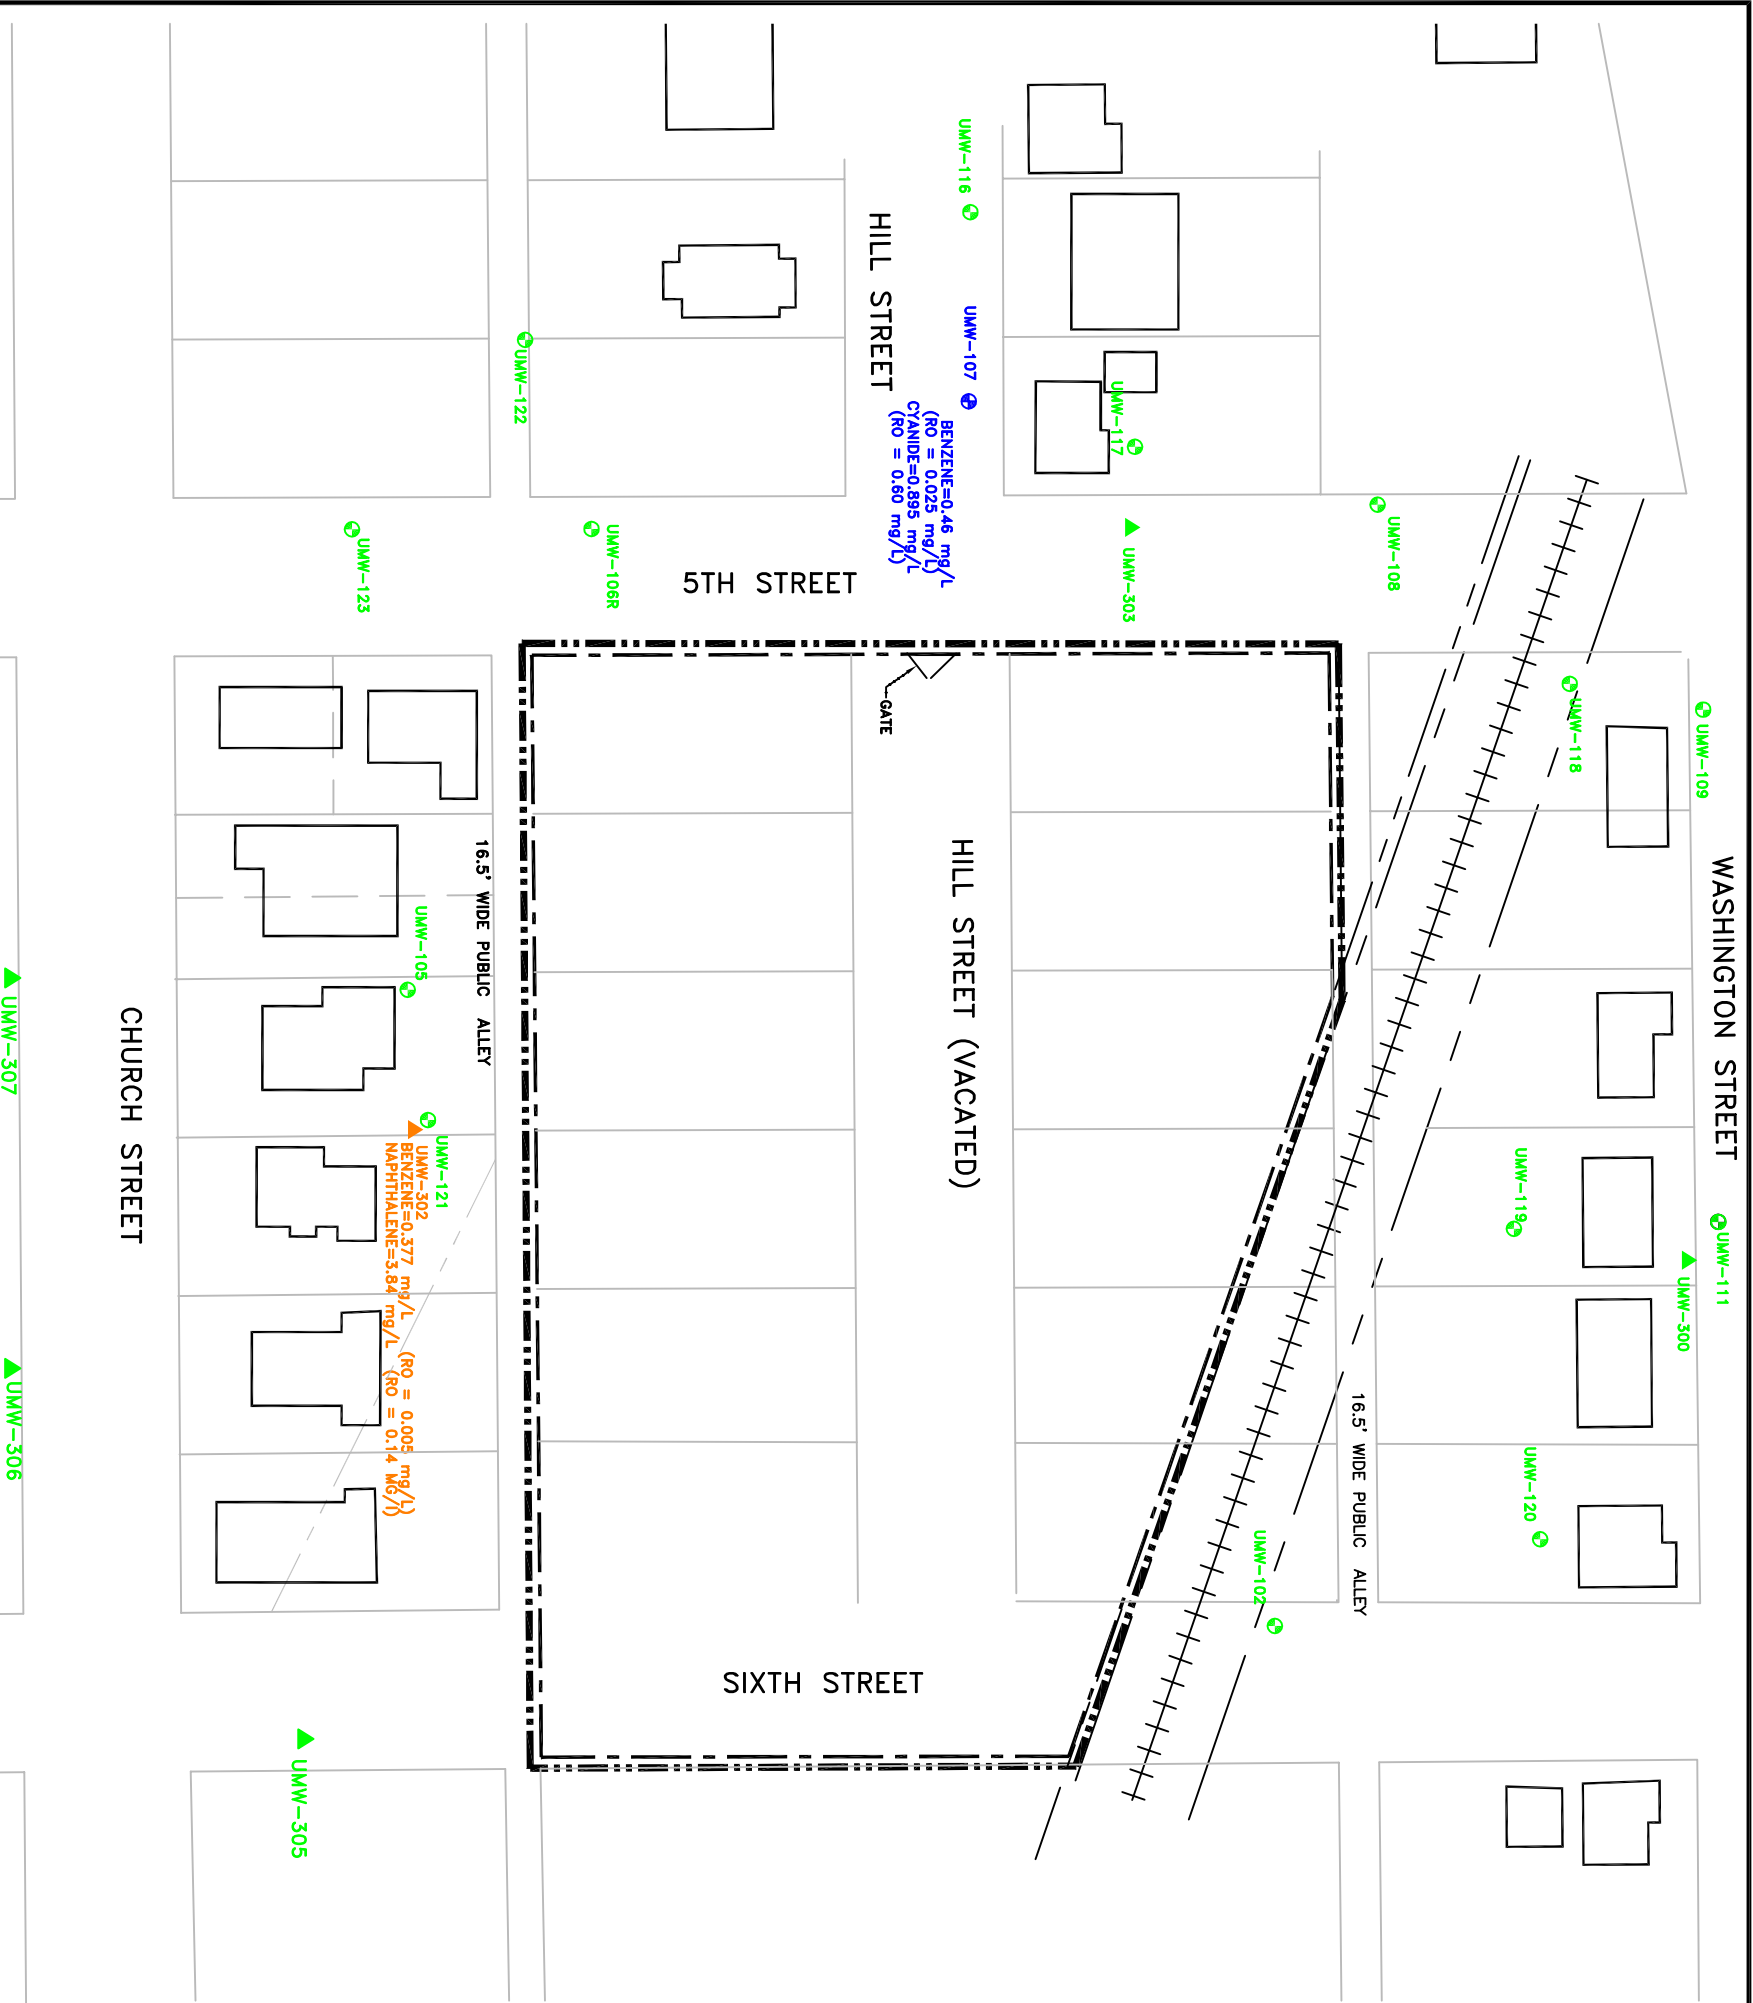 UMW-116
HILL STREET
UMW-107
BENZENE=0.46 mg/L
(RO = 0.025 mg/L)
CYANIDE=0.895 mg/L
(RO = 0.60 mg/L)
UMW-117
UMW-122
UMW-108
UMW-303
UMW-106R
UMW-123
5TH STREET
GATE
UMW-118
UMW-109
WASHINGTON STREET
HILL STREET (VACATED)
16.5' WIDE PUBLIC ALLEY
UMW-105
UMW-307
CHURCH STREET
UMW-121
UMW-302
BENZENE=0.377 mg/L (RO = 0.005 mg/L)
NAPHTHALENE=3.84 mg/L (RO = 0.14 MG/l)
UMW-119
UMW-111
UMW-300
UMW-306
16.5' WIDE PUBLIC ALLEY
UMW-120
UMW-102
SIXTH STREET
UMW-305